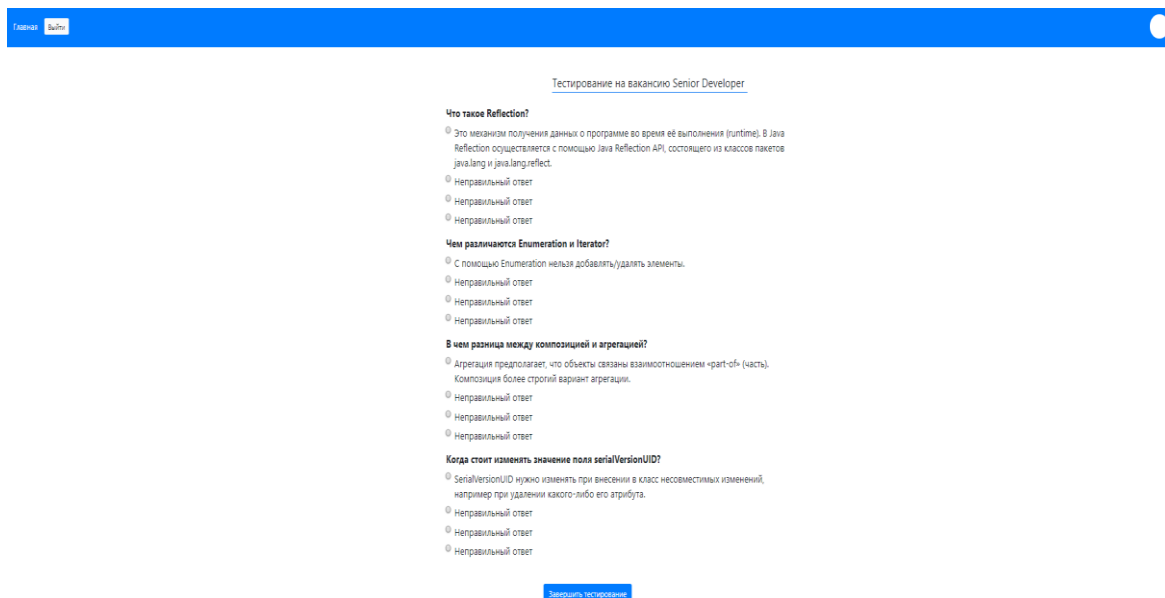 Главная Выйти
Тестирование на вакансию Senior Developer
Что такое Reflection?
Это механизм получения данных о программе во время её выполнения (runtime). В Java
Reflection осуществляется с помощью Java Reflection API, состоящего из классов пакетов
java.lang и java.lang.reflect.
Неправильный ответ
Неправильный ответ
Неправильный ответ
Чем различаются Enumeration и Iterator?
С помощью Enumeration нельзя добавлять/удалять элементы.
Неправильный ответ
Неправильный ответ
Неправильный ответ
В чем разница между композицией и агрегацией?
Агрегация предполагает, что объекты связаны взаимоотношением «part-of» (часть).
Композиция более строгий вариант агрегации.
Неправильный ответ
Неправильный ответ
Неправильный ответ
Когда стоит изменять значение поля serialVersionUID?
SerialVersionUID нужно изменять при внесении в класс несовместимых изменений,
например при удалении какого-либо его атрибута.
Неправильный ответ
Неправильный ответ
Неправильный ответ
Завершить тестирование